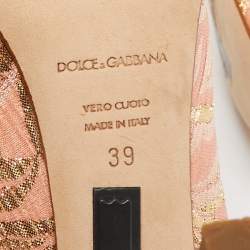 DOLCE & GABBANA
VERO CUOIO
MADE IN ITALY
39